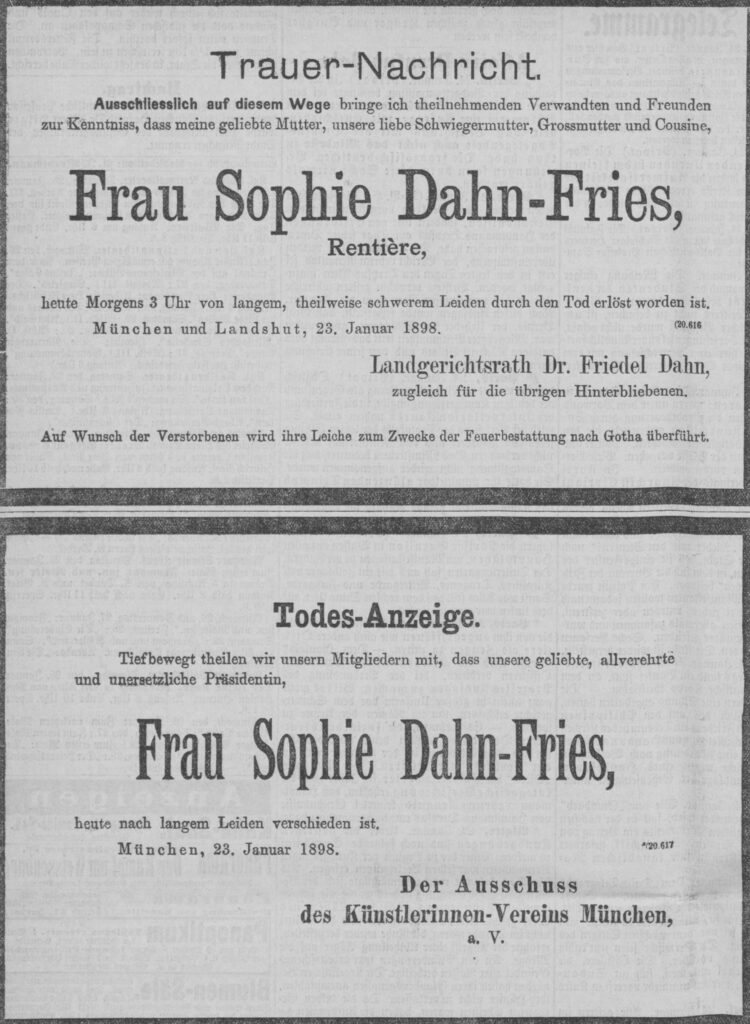 Trauer-Nachricht.
Ausschliesslich auf diesem Wege bringe ich theilnehmenden Verwandten und Freunden
zur Kenntniss, dass meine geliebte Mutter, unsere liebe Schwiegermutter, Grossmutter und Cousine,
Frau Sophie Dahn-Fries,
Rentière,
heute Morgens 3 Uhr von langem, theilweise schwerem Leiden durch den Tod erlöst worden ist.
München und Landshut, 23. Januar 1898.
(20.616
Landgerichtsrath Dr. Friedel Dahn,
zugleich für die übrigen Hinterbliebenen.
Auf Wunsch der Verstorbenen wird ihre Leiche zum Zwecke der Feuerbestattung nach Gotha überführt.
Todes-Anzeige.
Tiefbewegt theilen wir unsern Mitgliedern mit, dass unsere geliebte, allverehrte
und unersetzliche Präsidentin,
Frau Sophie Dahn-Fries,
heute nach langem Leiden verschieden ist.
München, 23. Januar 1898.
20.617
Der Ausschuss
des Künstlerinnen-Vereins München,
a. V.